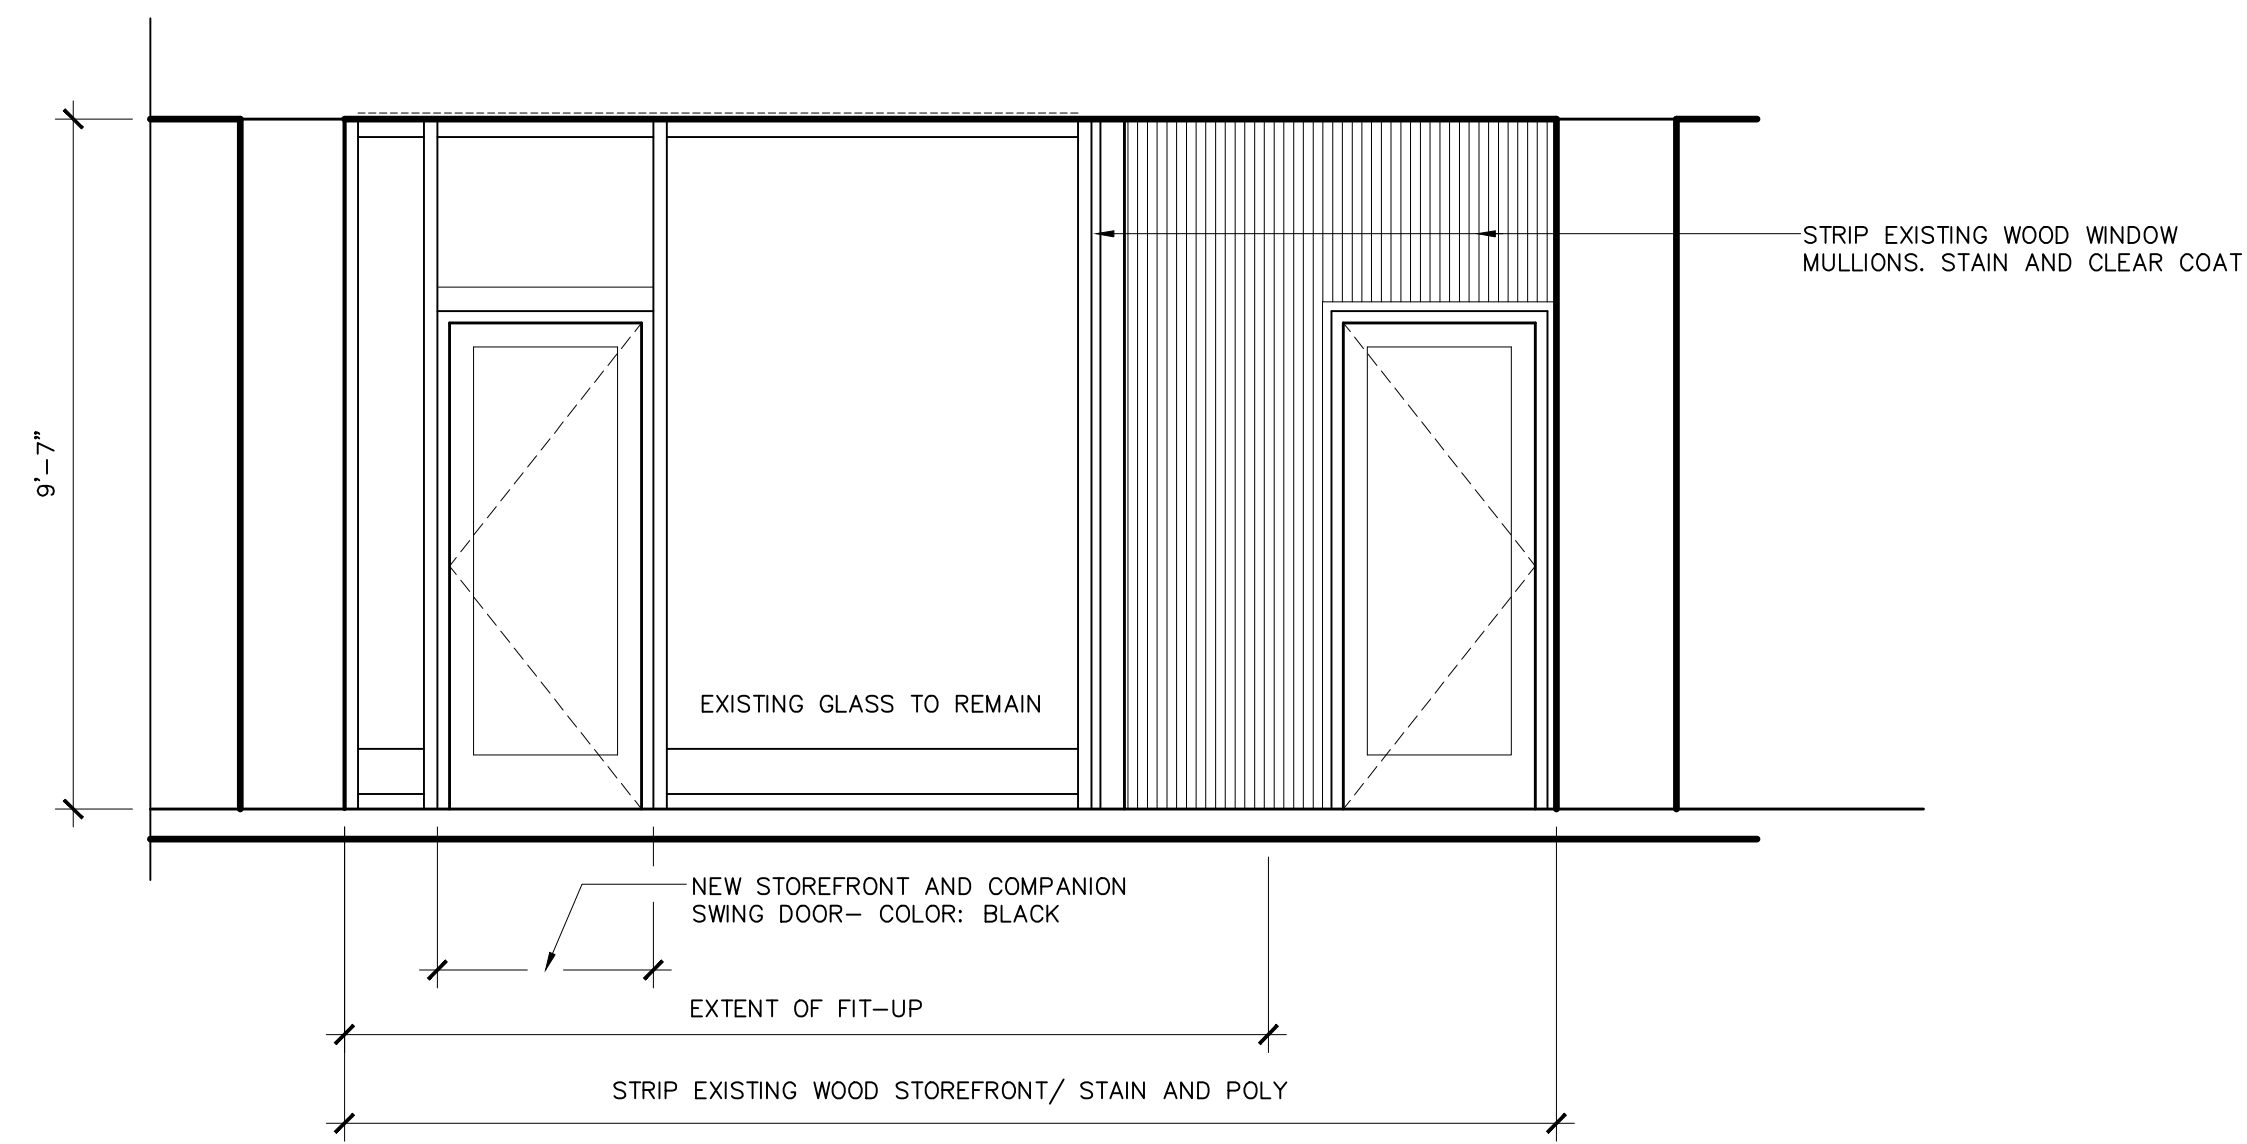 STRIP EXISTING WOOD WINDOW
MULLIONS. STAIN AND CLEAR COAT
9'-7"
EXISTING GLASS TO REMAIN
NEW STOREFRONT AND COMPANION
SWING DOOR- COLOR: BLACK
EXTENT OF FIT-UP
STRIP EXISTING WOOD STOREFRONT/ STAIN AND POLY